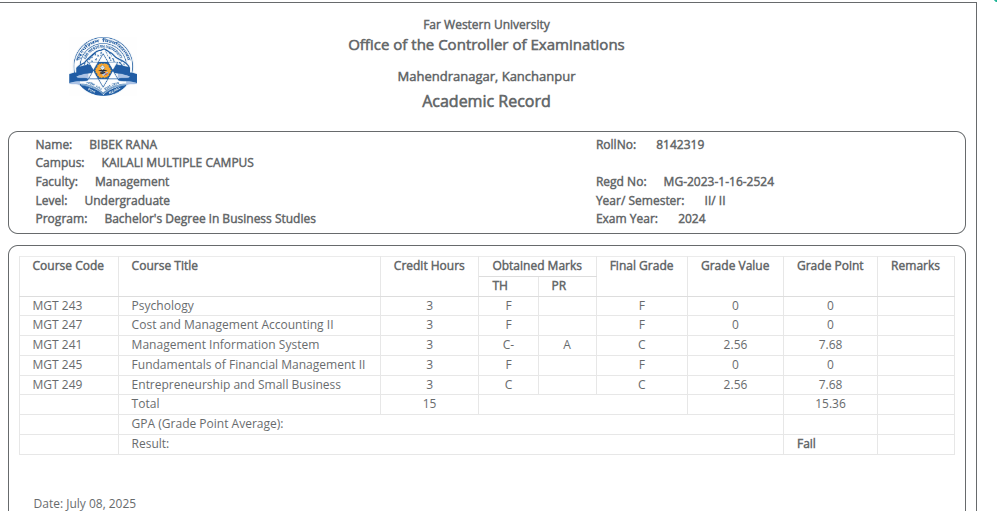 Far Western University
Office of the Controller of Examinations
Mahendranagar, Kanchanpur
Academic Record
Name: BIBEK RANA RollNo: 8142319
Campus: KAILALI MULTIPLE CAMPUS
Faculty: Management Regd No: MG-2023-1-16-2524
Level: Undergraduate Year/ Semester: II/ II
Program: Bachelor's Degree in Business Studies Exam Year: 2024
Course Code Course Title Credit Hours Obtained Marks Final Grade Grade Value Grade Point Remarks
TH PR
MGT 243 Psychology 3 F F 0 0
MGT 247 Cost and Management Accounting II 3 F F 0 0
MGT 241 Management Information System 3 C- A C 2.56 7.68
MGT 245 Fundamentals of Financial Management II 3 F F 0 0
MGT 249 Entrepreneurship and Small Business 3 C C 2.56 7.68
Total 15 15.36
GPA (Grade Point Average):
Result: Fail
Date: July 08, 2025